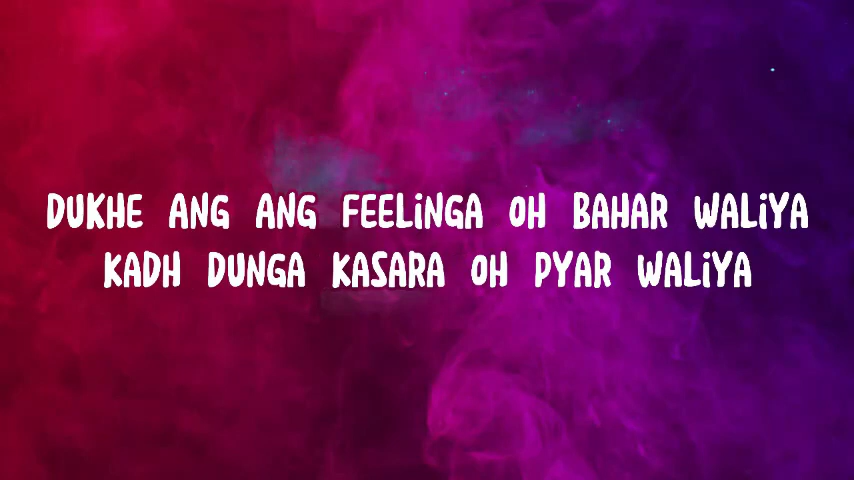 DUKHE ANG ANG FEELiNGA OH BAHAR WALiYA
KADH DUNGA KASARA OH PYAR WALiYA